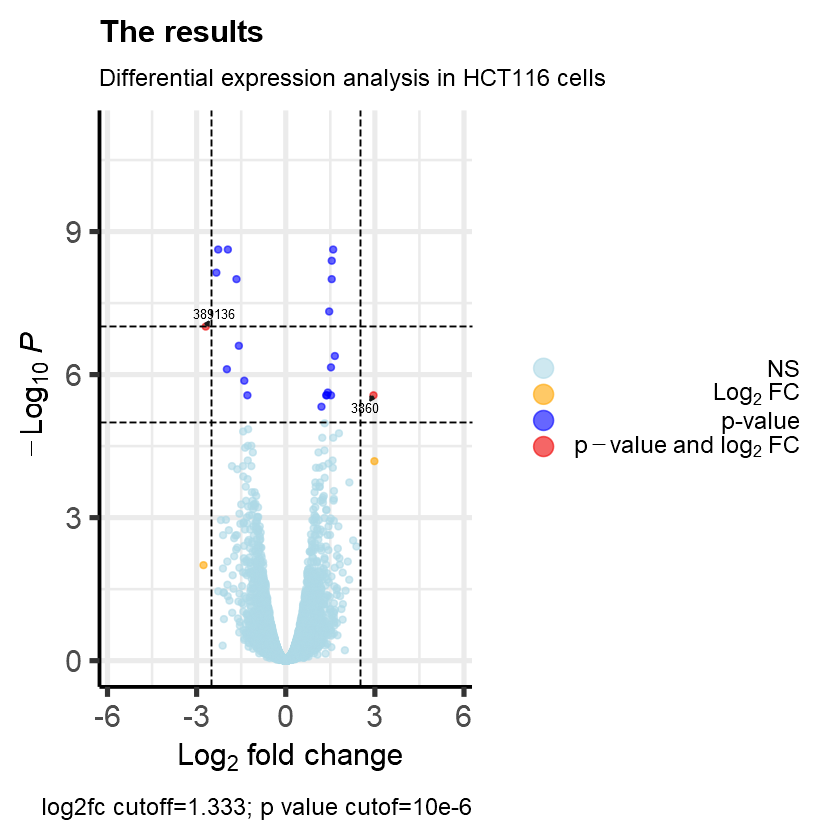 The results
Differential expression analysis in HCT116 cells
−Log10 P
9
6
3
0
389136
3860
-6 -3 0 3 6
Log2 fold change
NS
Log2 FC
p-value
p−value and log2 FC
log2fc cutoff=1.333; p value cutof=10e-6